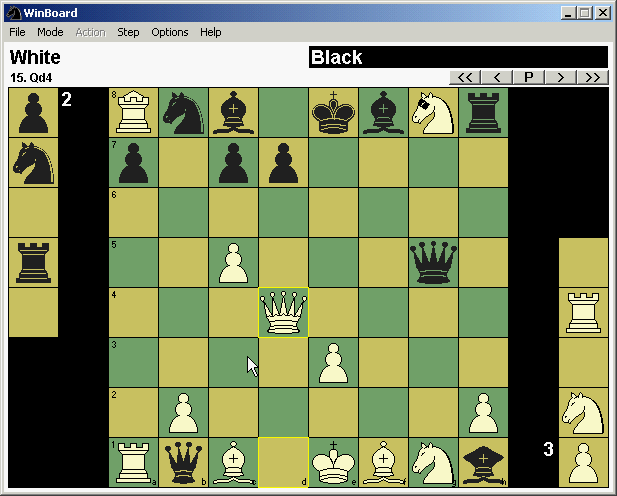 WinBoard
File Mode Action Step Options Help
White Black
15. Qd4
<< < P > >>
2
8
7
6
5
4
3
2
3
1 a b c d e f g h